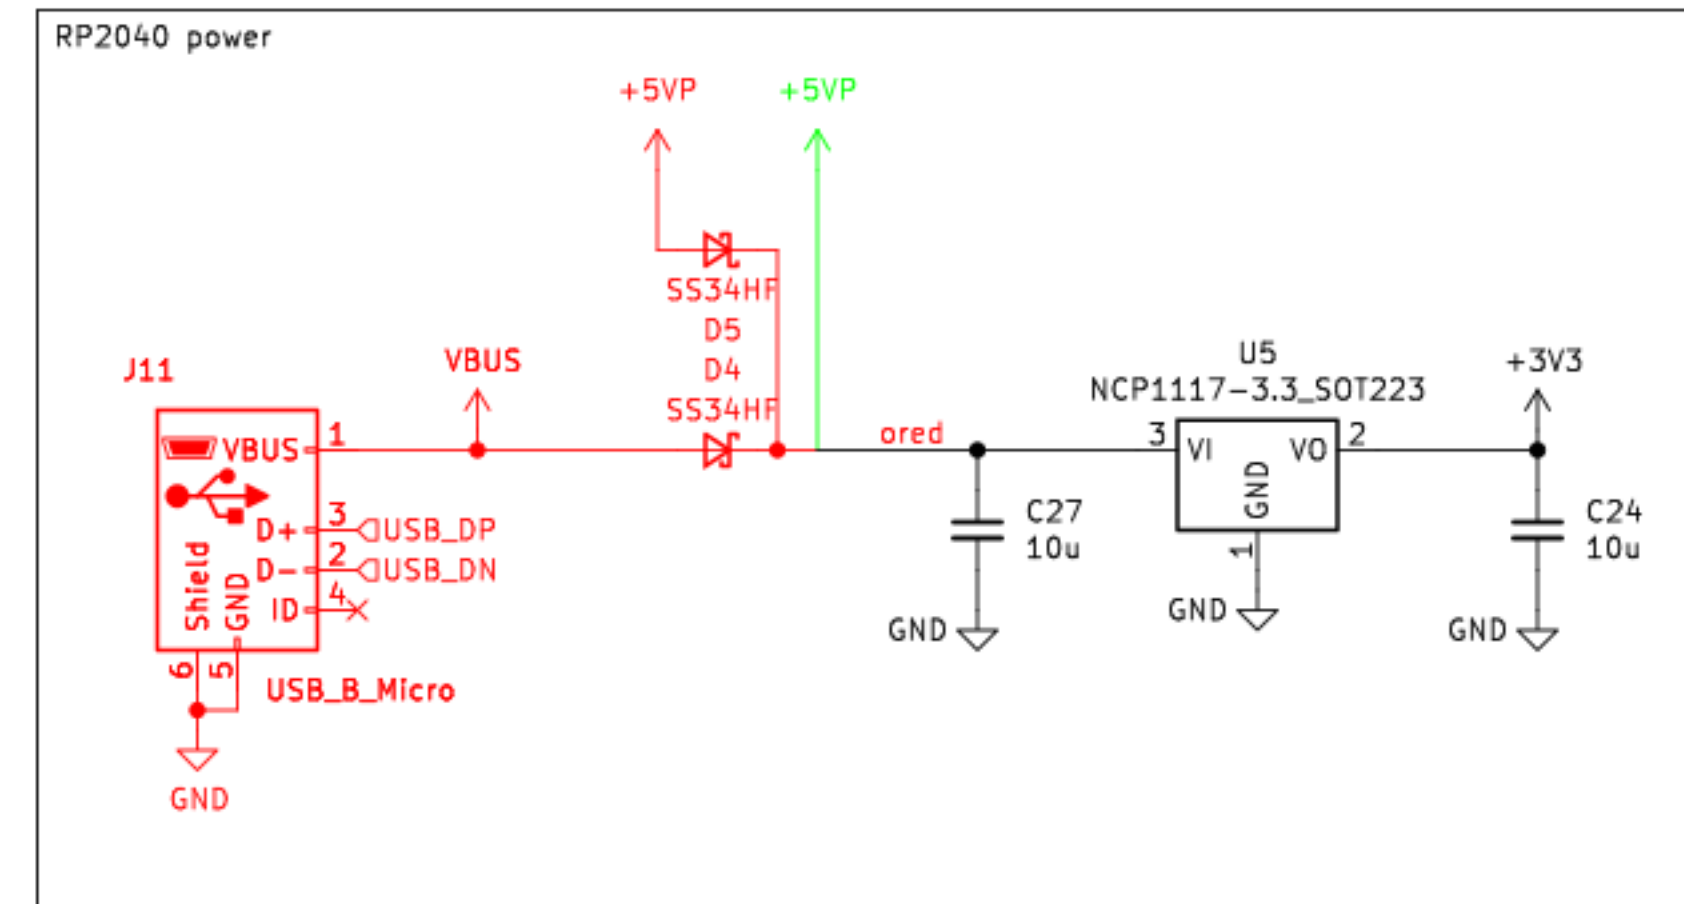 RP2040 power
+5VP
+5VP
SS34HF
D5
D4
SS34HF
J11
VBUS
VBUS
1
D+
3
USB_DP
D-
2
USB_DN
ID
4
Shield
GND
6
5
USB_B_Micro
GND
ored
C27
10u
GND
U5
NCP1117-3.3_SOT223
3
VI
VO
2
GND
1
GND
+3V3
C24
10u
GND